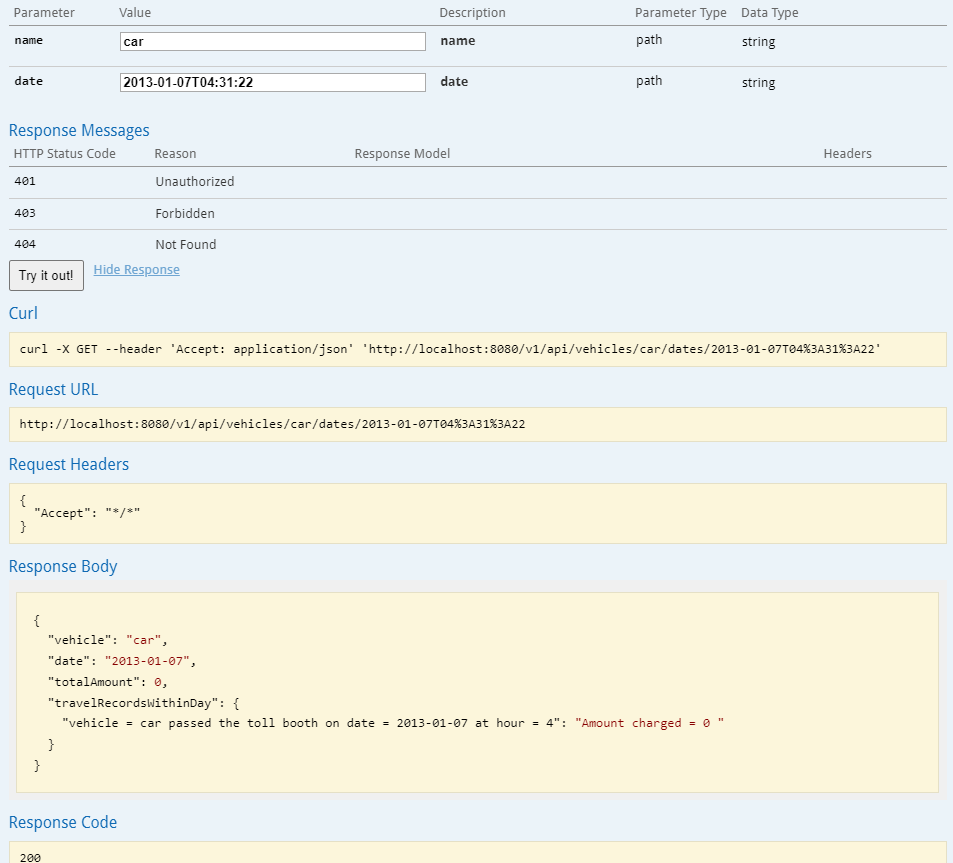 Parameter Value Description Parameter Type Data Type
name car name path string
date 2013-01-07T04:31:22 date path string
Response Messages
HTTP Status Code Reason Response Model Headers
401 Unauthorized
403 Forbidden
404 Not Found
Try it out! Hide Response
Curl
curl -X GET --header 'Accept: application/json' 'http://localhost:8080/v1/api/vehicles/car/dates/2013-01-07T04%3A31%3A22'
Request URL
http://localhost:8080/v1/api/vehicles/car/dates/2013-01-07T04%3A31%3A22
Request Headers
{
"Accept": "*/*"
}
Response Body
{
"vehicle": "car",
"date": "2013-01-07",
"totalAmount": 0,
"travelRecordsWithinDay": {
"vehicle = car passed the toll booth on date = 2013-01-07 at hour = 4": "Amount charged = 0 "
}
}
Response Code
200